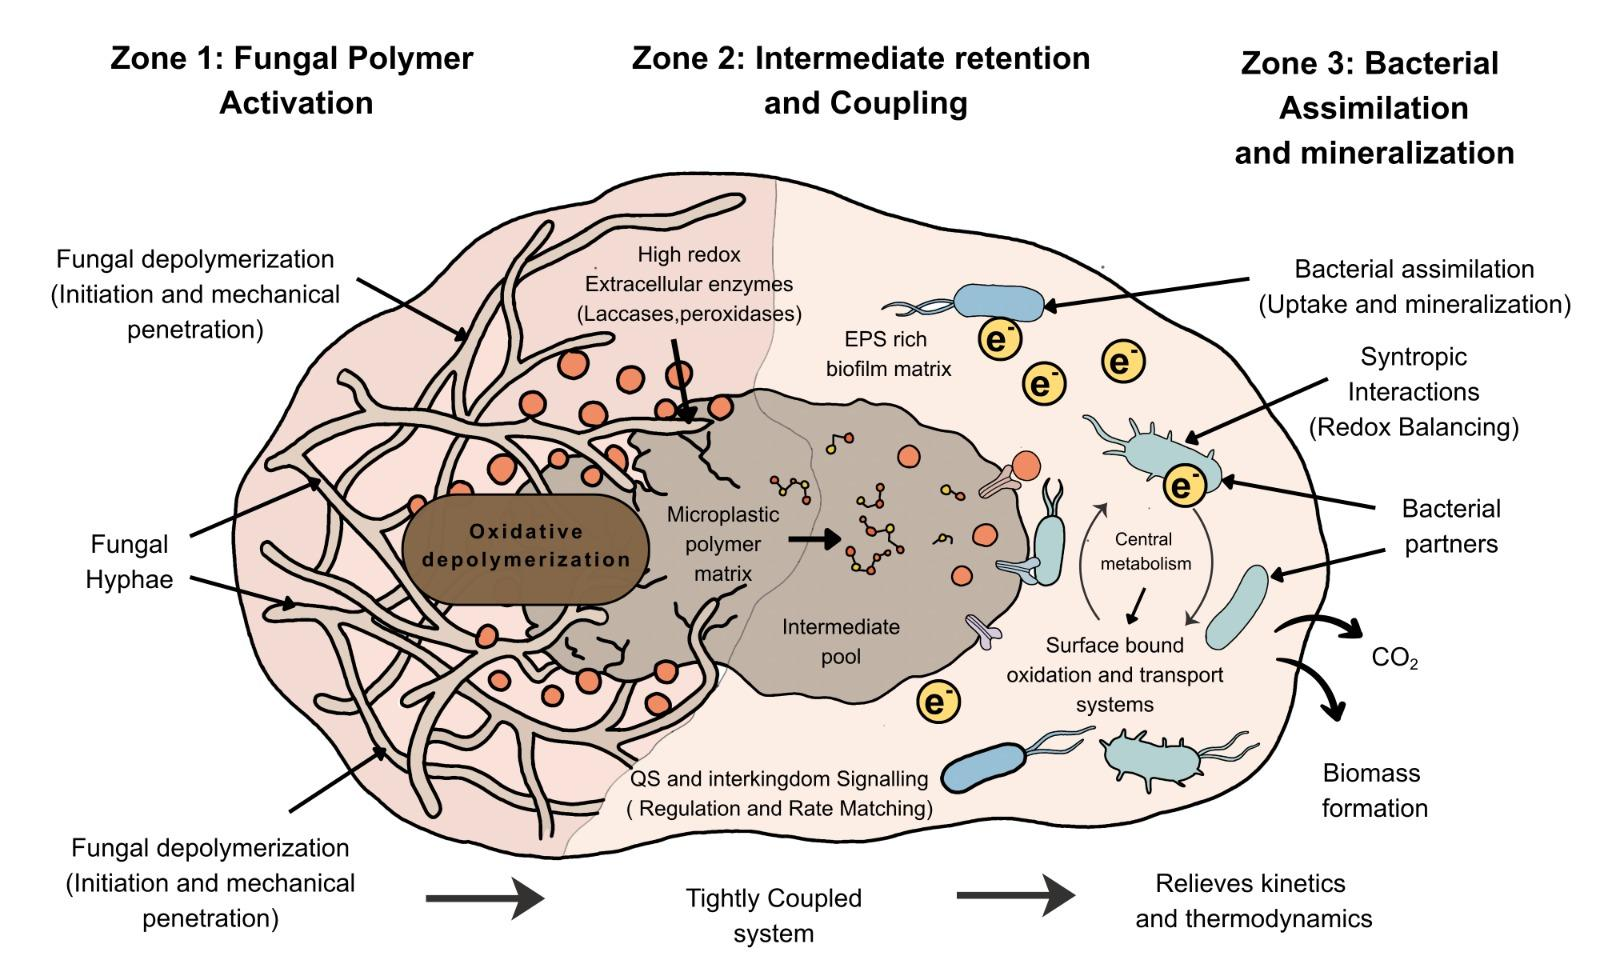 Zone 1: Fungal Polymer
Activation
Zone 2: Intermediate retention
and Coupling
Zone 3: Bacterial
Assimilation
and mineralization
Fungal depolymerization
(Initiation and mechanical
penetration)
High redox
Extracellular enzymes
(Laccases,peroxidases)
EPS rich
biofilm matrix
e-
e-
e-
Bacterial assimilation
(Uptake and mineralization)
Syntropic
Interactions
(Redox Balancing)
e-
Bacterial
partners
Fungal
Hyphae
Oxidative
depolymerization
Microplastic
polymer
matrix
Intermediate
pool
Central
metabolism
Surface bound
oxidation and transport
systems
e-
CO₂
Biomass
formation
QS and interkingdom Signalling
( Regulation and Rate Matching)
Fungal depolymerization
(Initiation and mechanical
penetration)
Tightly Coupled
system
Relieves kinetics
and thermodynamics